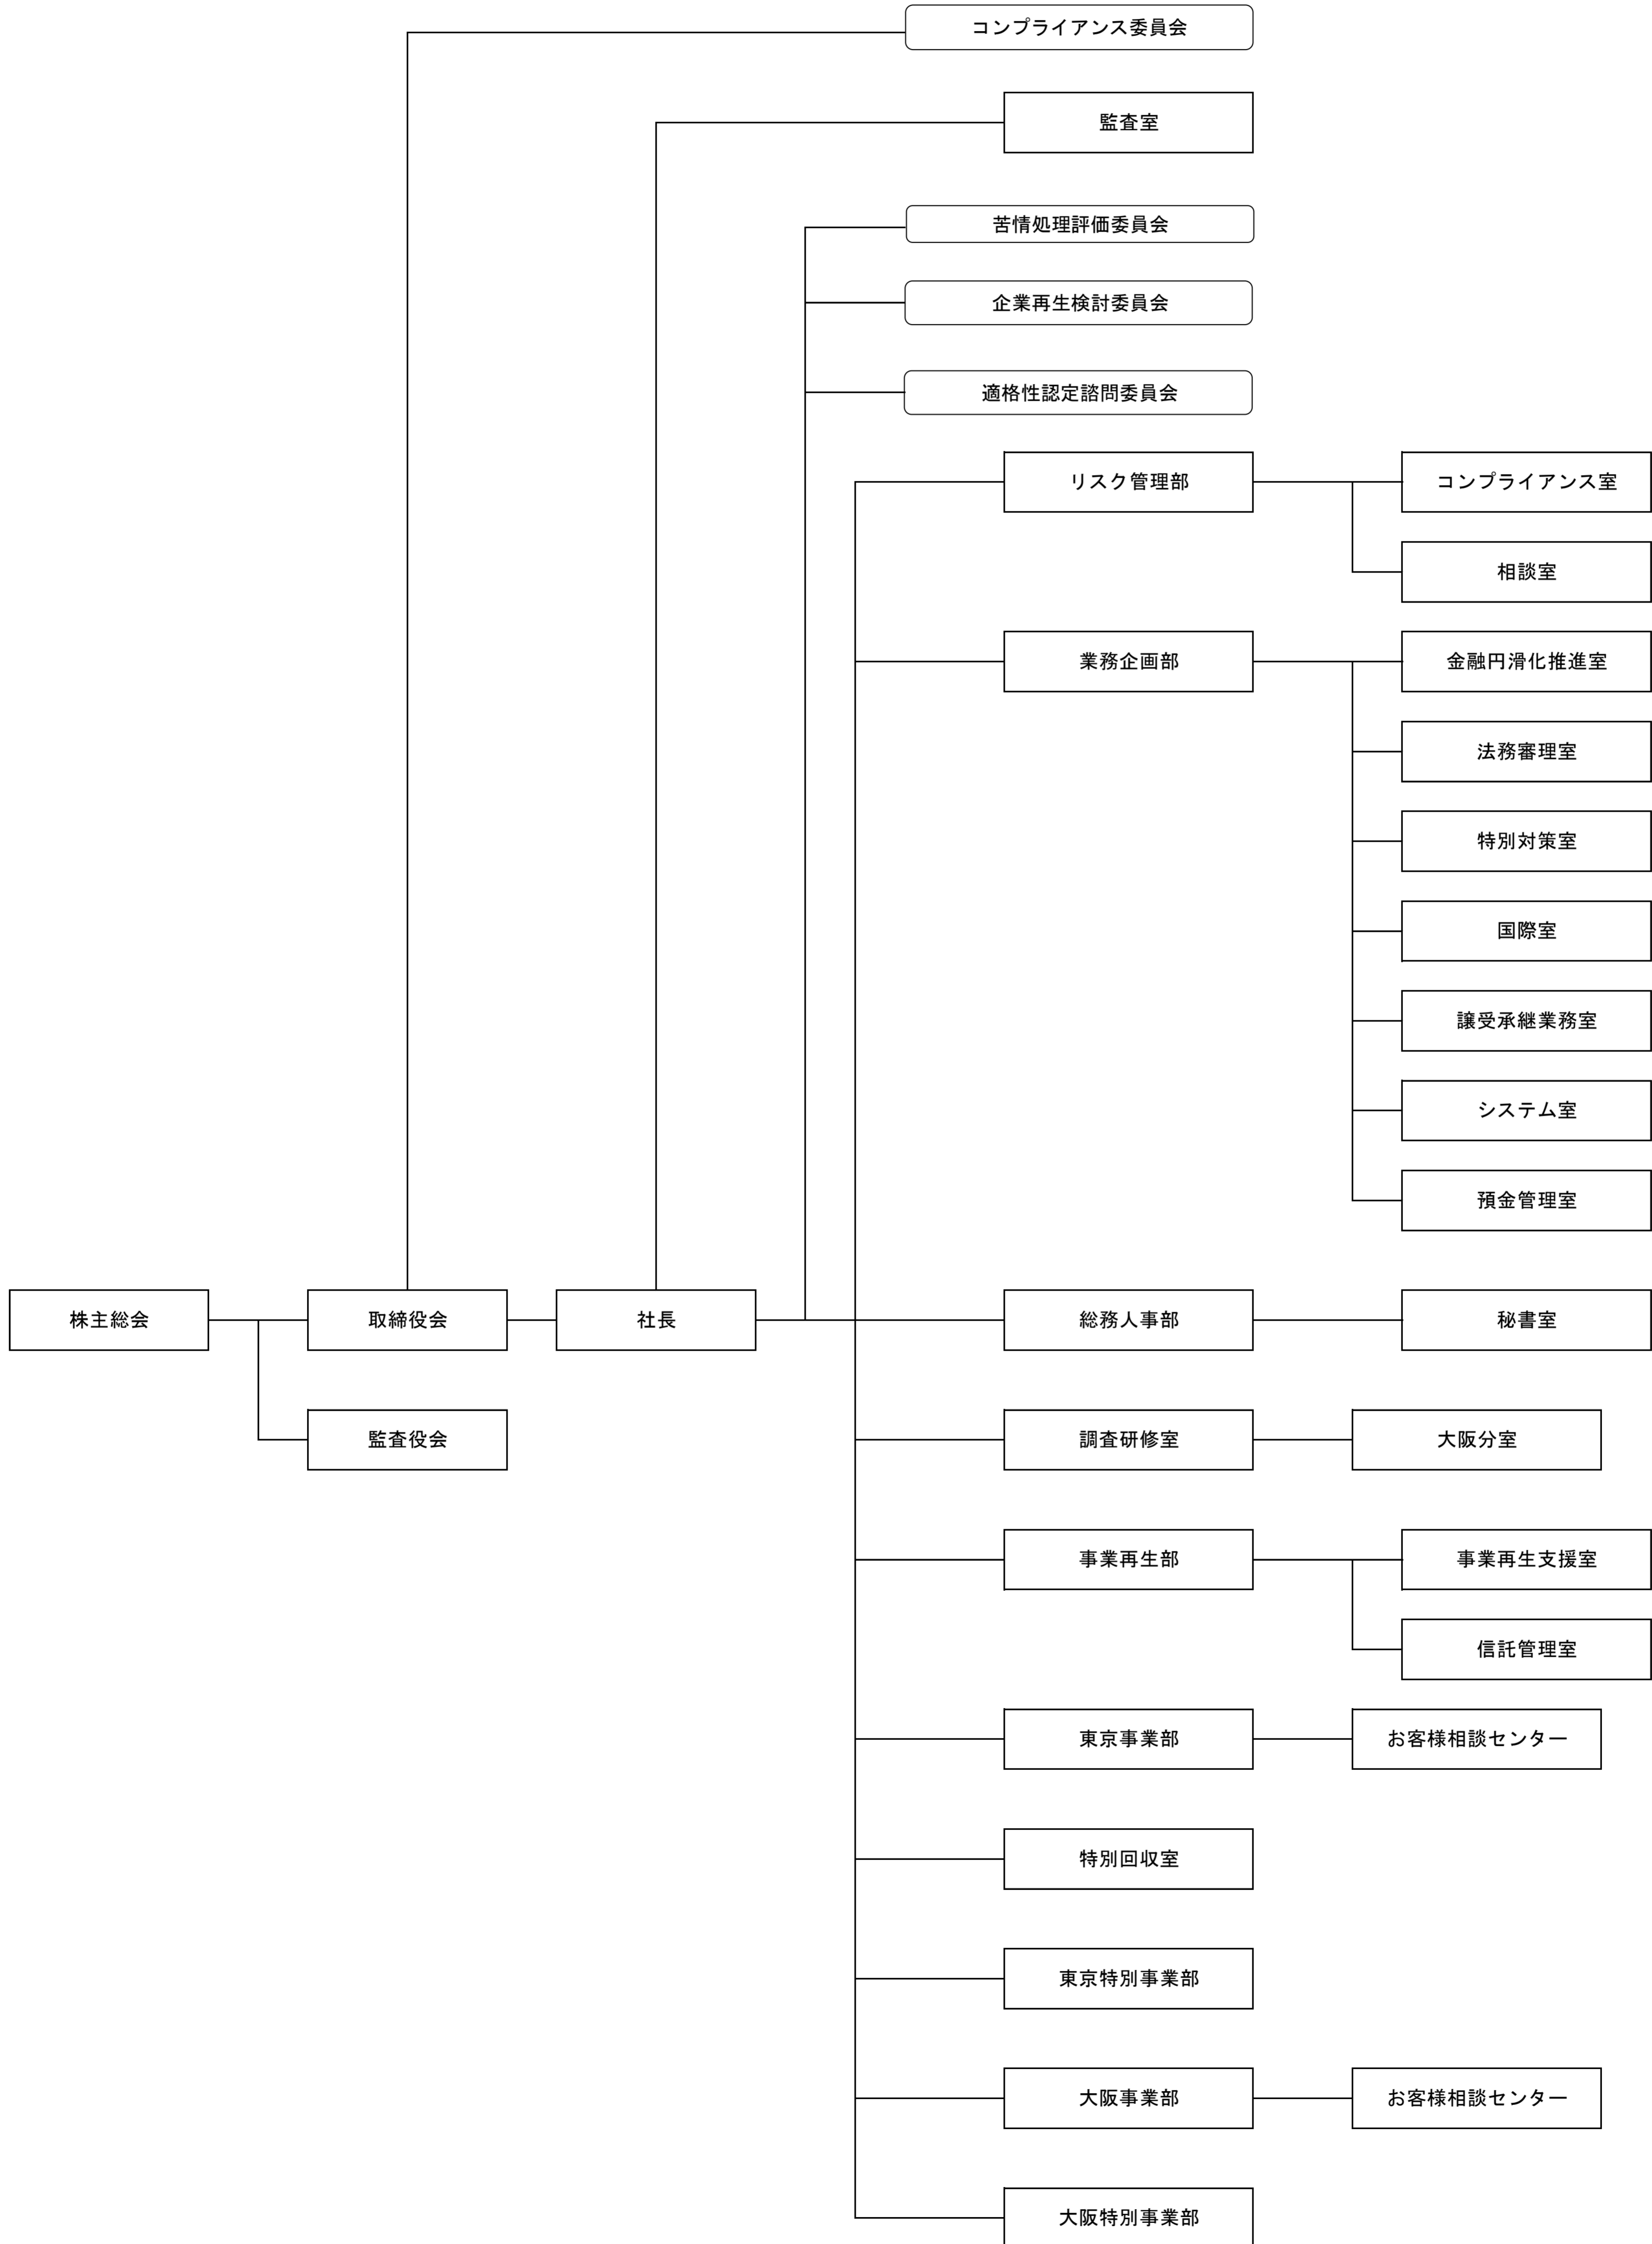 コンプライアンス委員会
監査室
苦情処理評価委員会
企業再生検討委員会
適格性認定諮問委員会
リスク管理部
コンプライアンス室
相談室
業務企画部
金融円滑化推進室
法務審理室
特別対策室
国際室
譲受承継業務室
システム室
預金管理室
株主総会
取締役会
社長
総務人事部
秘書室
監査役会
調査研修室
大阪分室
事業再生部
事業再生支援室
信託管理室
東京事業部
お客様相談センター
特別回収室
東京特別事業部
大阪事業部
お客様相談センター
大阪特別事業部